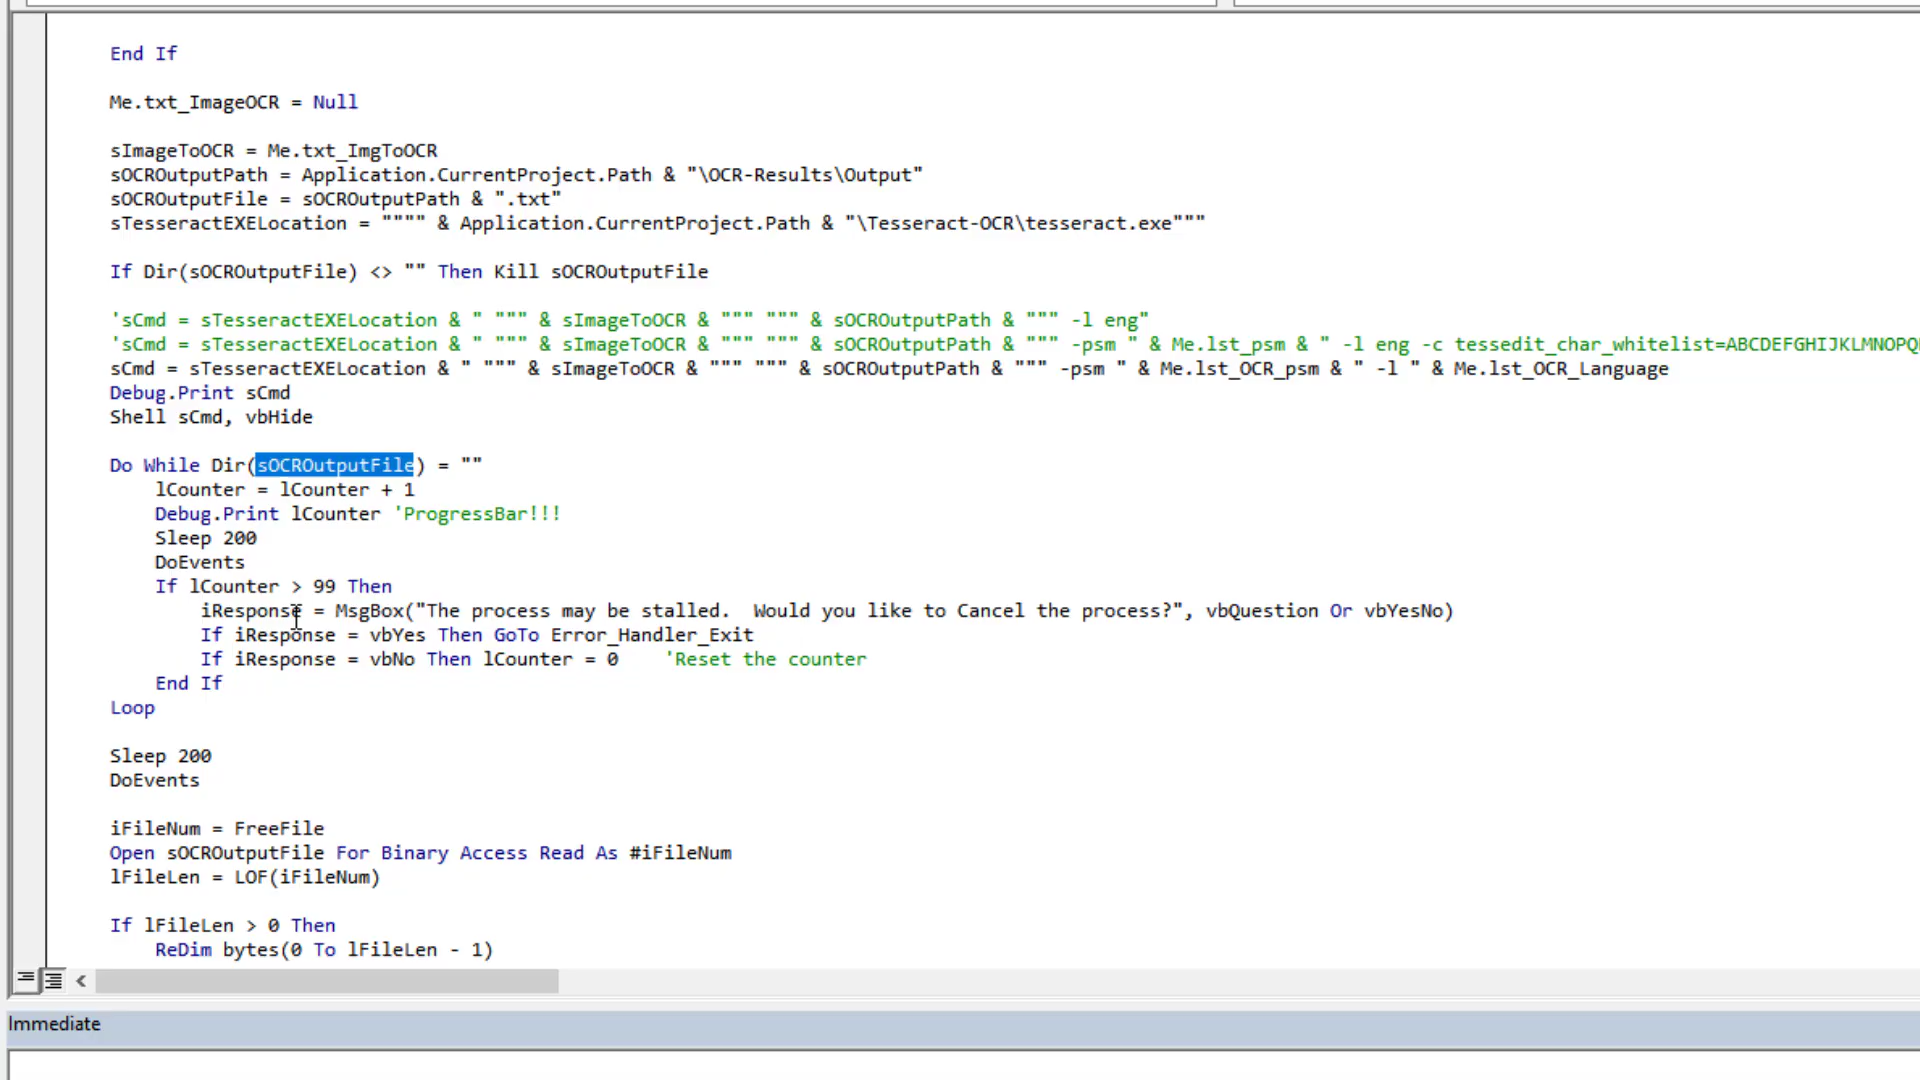 End If
Me.txt_ImageOCR = Null
sImageToOCR = Me.txt_ImgToOCR
sOCROutputPath = Application.CurrentProject.Path & "\OCR-Results\Output"
sOCROutputFile = sOCROutputPath & ".txt"
sTesseractEXELocation = """" & Application.CurrentProject.Path & "\Tesseract-OCR\tesseract.exe"""
If Dir(sOCROutputFile) <> "" Then Kill sOCROutputFile
'sCmd = sTesseractEXELocation & " """ & sImageToOCR & """ """ & sOCROutputPath & """ -l eng"
'sCmd = sTesseractEXELocation & " """ & sImageToOCR & """ """ & sOCROutputPath & """ -psm " & Me.lst_psm & " -l eng -c tessedit_char_whitelist=ABCDEFGHIJKLMNOPQ
sCmd = sTesseractEXELocation & " """ & sImageToOCR & """ """ & sOCROutputPath & """ -psm " & Me.lst_OCR_psm & " -l " & Me.lst_OCR_Language
Debug.Print sCmd
Shell sCmd, vbHide
Do While Dir(sOCROutputFile) = ""
lCounter = lCounter + 1
Debug.Print lCounter 'ProgressBar!!!
Sleep 200
DoEvents
If lCounter > 99 Then
iResponse = MsgBox("The process may be stalled.  Would you like to Cancel the process?", vbQuestion Or vbYesNo)
If iResponse = vbYes Then GoTo Error_Handler_Exit
If iResponse = vbNo Then lCounter = 0    'Reset the counter
End If
Loop
Sleep 200
DoEvents
iFileNum = FreeFile
Open sOCROutputFile For Binary Access Read As #iFileNum
lFileLen = LOF(iFileNum)
If lFileLen > 0 Then
ReDim bytes(0 To lFileLen - 1)
Immediate